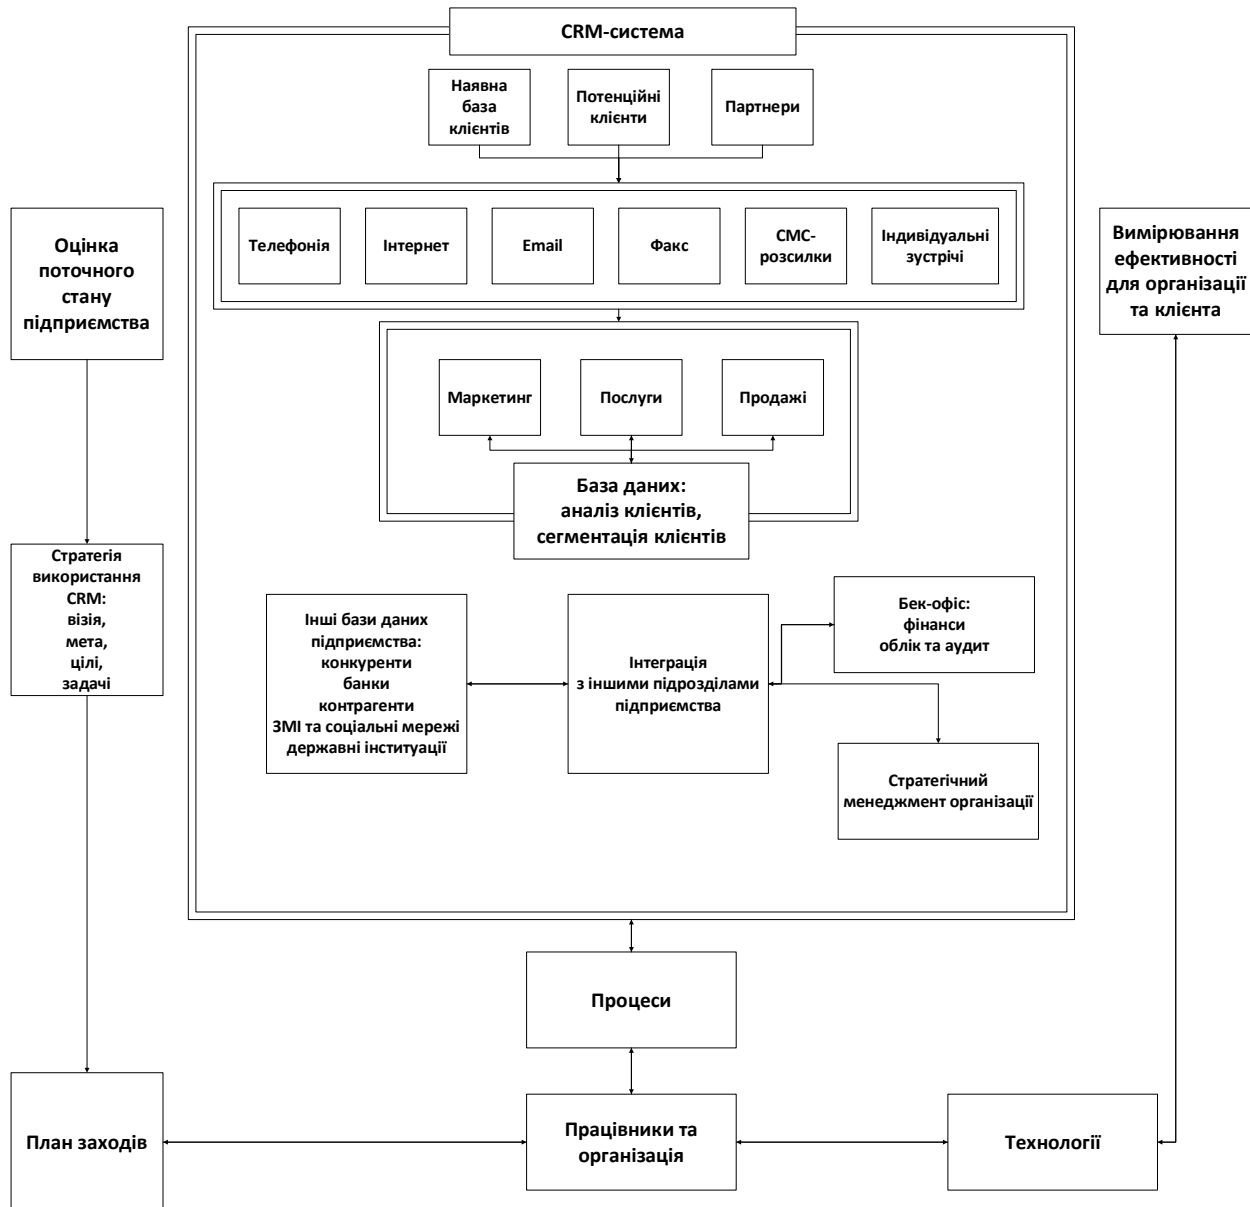 CRM-система
Наявна
база
клієнтів
Потенційні
клієнти
Партнери
Телефонія
Інтернет
Email
Факс
СМС-
розсилки
Індивідуальні
зустрічі
Оцінка
поточного
стану
підприємства
Вимірювання
ефективності
для організації
та клієнта
Маркетинг
Послуги
Продажі
База даних:
аналіз клієнтів,
сегментація клієнтів
Стратегія
використання
CRM:
візія,
мета,
цілі,
задачі
Інші бази даних
підприємства:
конкуренти
банки
контрагенти
ЗМІ та соціальні мережі
державні інституації
Інтеграція
з іншими підрозділами
підприємства
Бек-офіс:
фінанси
облік та аудит
Стратегічний
менеджмент організації
Процеси
План заходів
Працівники та
організація
Технології